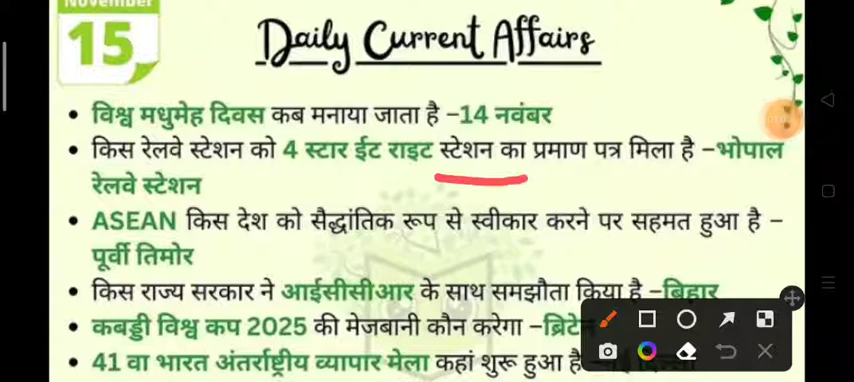 November
15
Daily Current Affairs
• विश्व मधुमेह दिवस कब मनाया जाता है –14 नवंबर
• किस रेलवे स्टेशन को 4 स्टार ईट राइट स्टेशन का प्रमाण पत्र मिला है –भोपाल
रेलवे स्टेशन
• ASEAN किस देश को सैद्धांतिक रूप से स्वीकार करने पर सहमत हुआ है –
पूर्वी तिमोर
• किस राज्य सरकार ने आईसीसीआर के साथ समझौता किया है –बिहार
• कबड्डी विश्व कप 2025 की मेजबानी कौन करेगा –ब्रिटेन
• 41 वा भारत अंतर्राष्ट्रीय व्यापार मेला कहां शुरू हुआ है